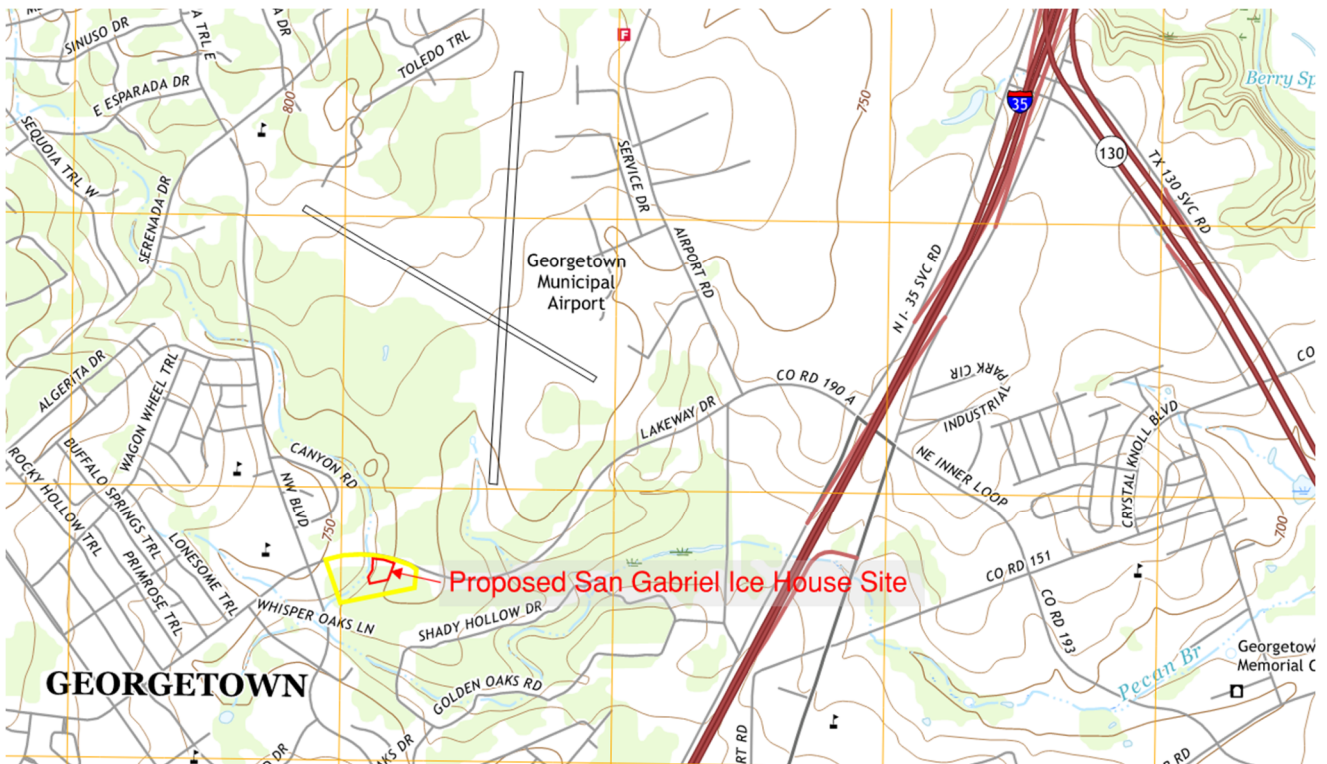 SINUSO DR
A TRL E
A DR
TOLEDO TRL
800
E ESPARADA DR
SEQUOIA TRL W
SERENADA DR
F
SERVICE DR
750
35
130
TX 130 SVC RD
Berry Sp
Georgetown
Municipal
Airport
AIRPORT RD
N I- 35 SVC RD
ALGERITA DR
WAGON WHEEL TRL
LAKEWAY DR
CO RD 190 A
PARK CIR
INDUSTRIAL
CO
ROCKY HOLLOW TRL
BUFFALO SPRINGS TRL
CANYON RD
NW BLVD
750
NE INNER LOOP
CRYSTAL KNOLL BLVD
700
PRIMROSE TRL
LONESOME TRL
WHISPER OAKS LN
Proposed San Gabriel Ice House Site
SHADY HOLLOW DR
CO RD 151
CO RD 193
GEORGETOWN
GOLDEN OAKS RD
Pecan Br
Georgetow
Memorial C
O DR
KS DR
RT RD
R RD